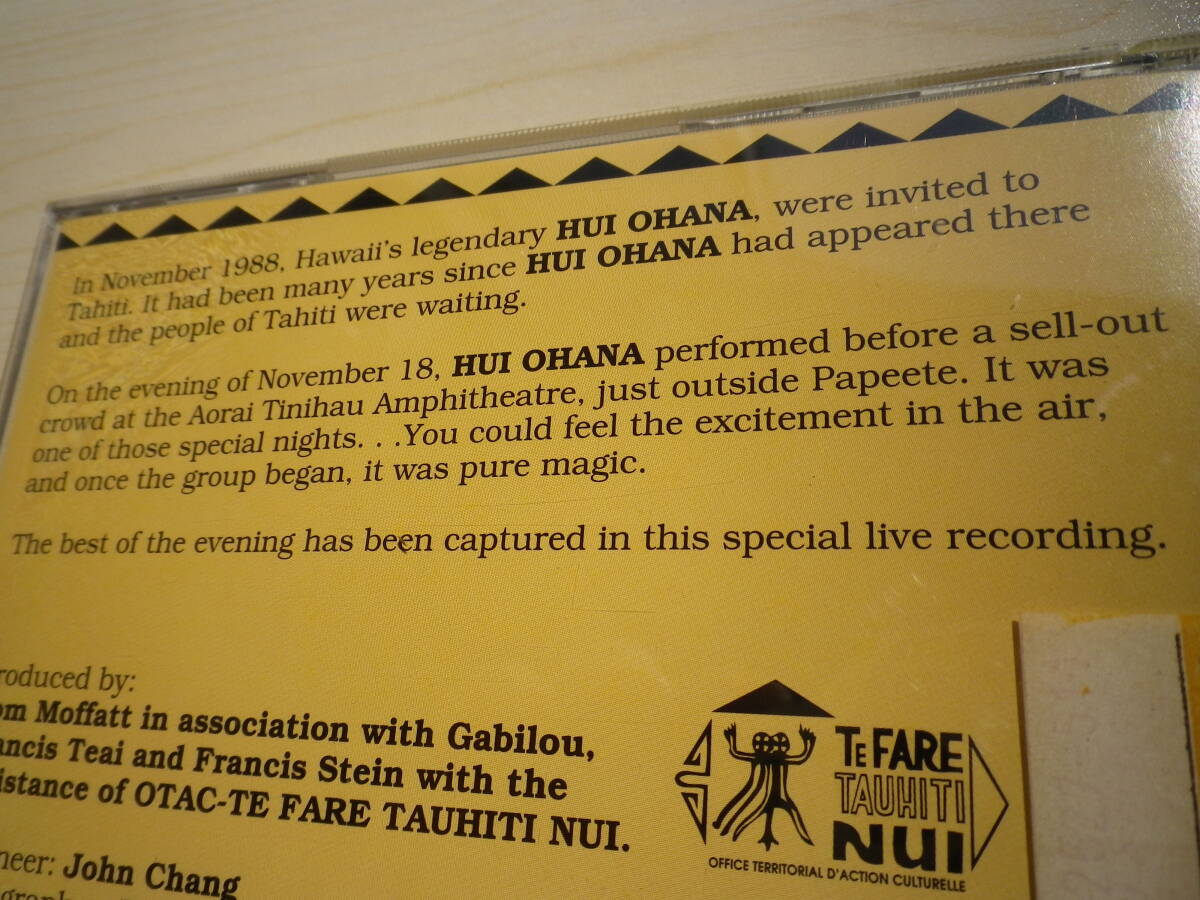 In November 1988, Hawaii's legendary HUI OHANA, were invited to
Tahiti. It had been many years since HUI OHANA had appeared there
and the people of Tahiti were waiting.
On the evening of November 18, HUI OHANA performed before a sell-out
crowd at the Aorai Tinihau Amphitheatre, just outside Papeete. It was
one of those special nights. . .You could feel the excitement in the air,
and once the group began, it was pure magic.
The best of the evening has been captured in this special live recording.
roduced by:
om Moffatt in association with Gabilou,
ancis Teai and Francis Stein with the
istance of OTAC-TE FARE TAUHITI NUI.
neer: John Chang
TE FARE
TAUHITI
NUI
OFFICE TERRITORIAL D'ACTION CULTURELLE